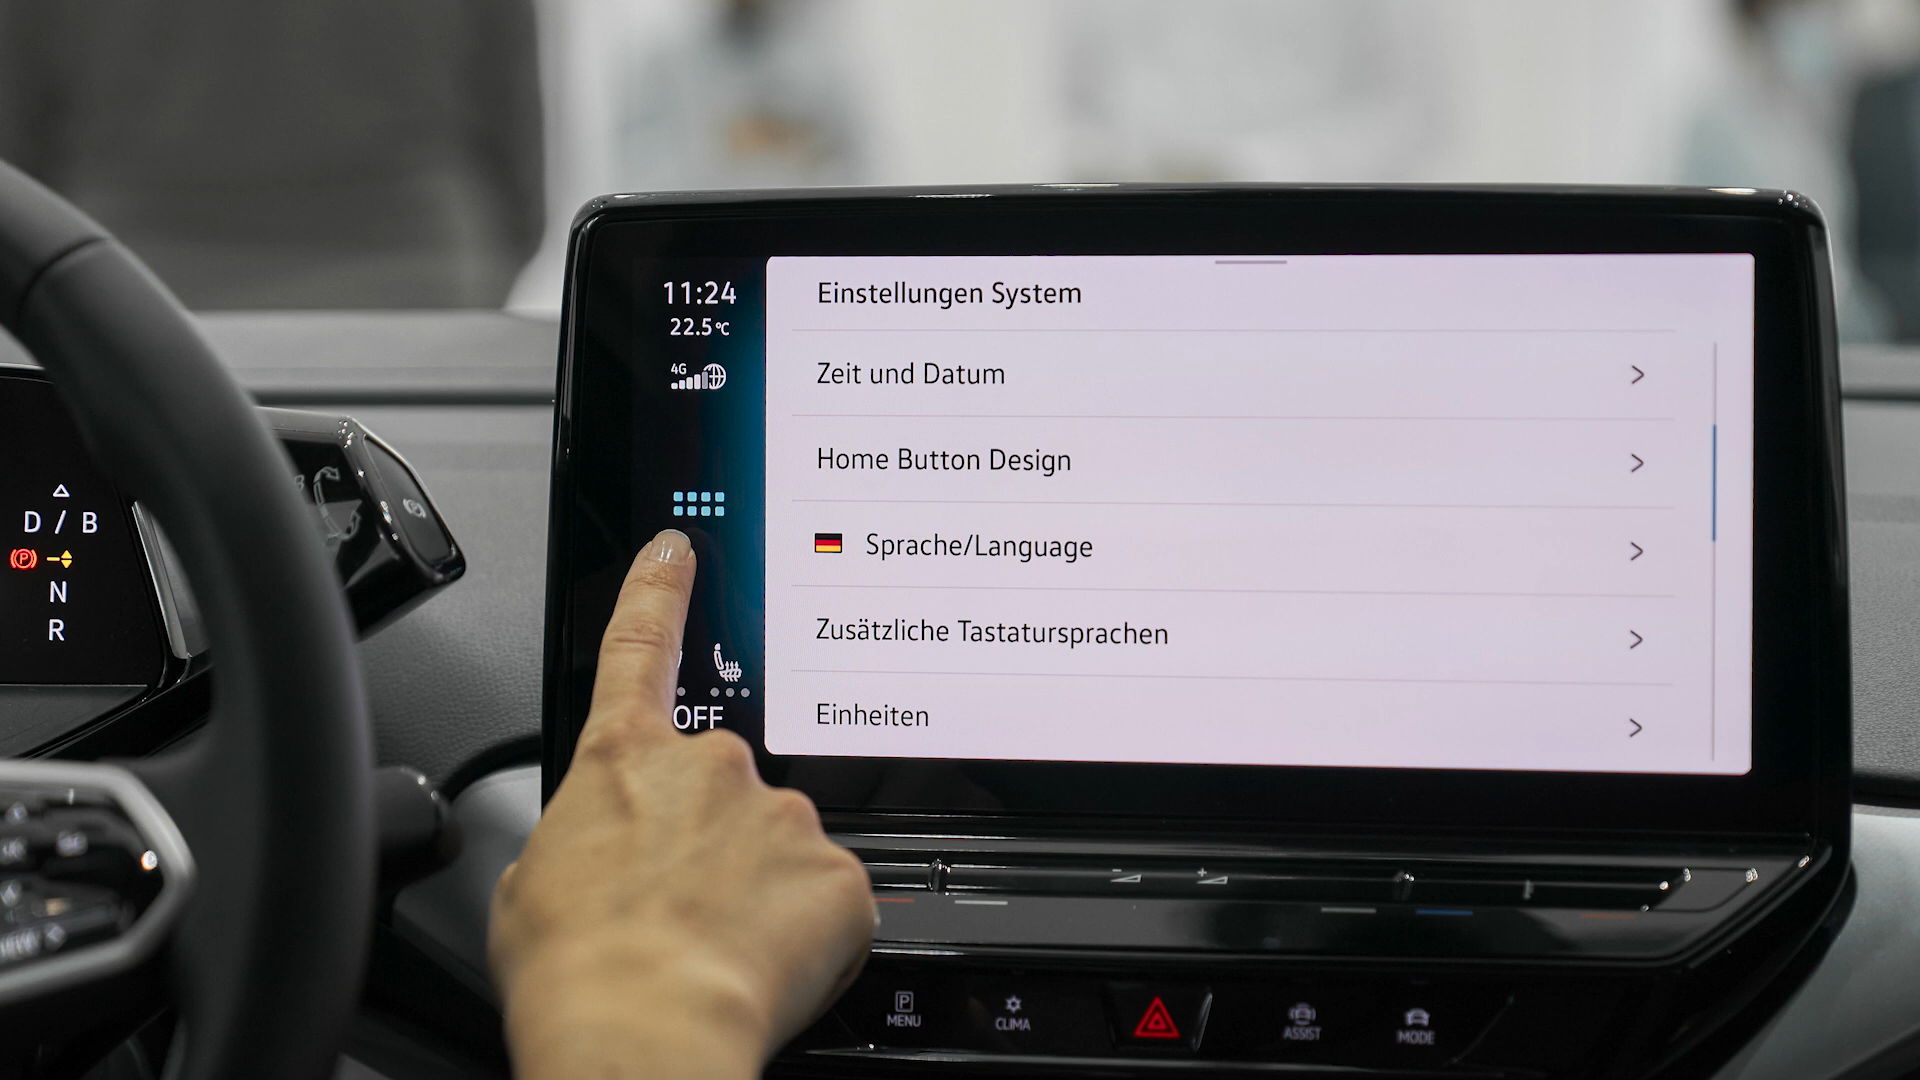 11:24
22.5°C
4G
OFF
Einstellungen System
Zeit und Datum
Home Button Design
Sprache/Language
Zusätzliche Tastatursprachen
Einheiten
D / B
P
N
R
P
MENU
CLIMA
ASSIST
MODE